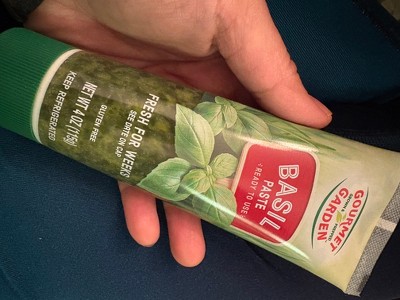 GOURMET
GARDEN
BASIL
PASTE
< READY TO USE >
FRESH FOR WEEKS
SEE DATE ON CAP
GLUTEN FREE
NET WT 4 OZ (115g)
KEEP REFRIGERATED